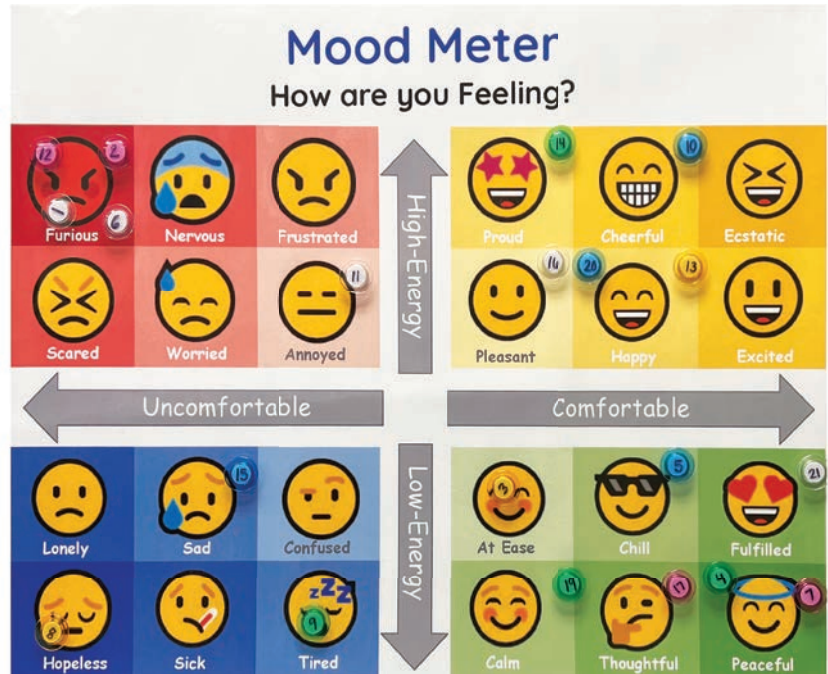 Mood Meter
How are you Feeling?
12 2
6
Furious Nervous Frustrated
11
Scared Worried Annoyed
High-Energy
14 10
Proud Cheerful Ecstatic
16 20 13
Pleasant Happy Excited
Uncomfortable
Comfortable
15
Lonely Sad Confused
8 9
Hopeless Sick Tired
Low-Energy
3 5 21
At Ease Chill Fulfilled
19 17 4 7
Calm Thoughtful Peaceful